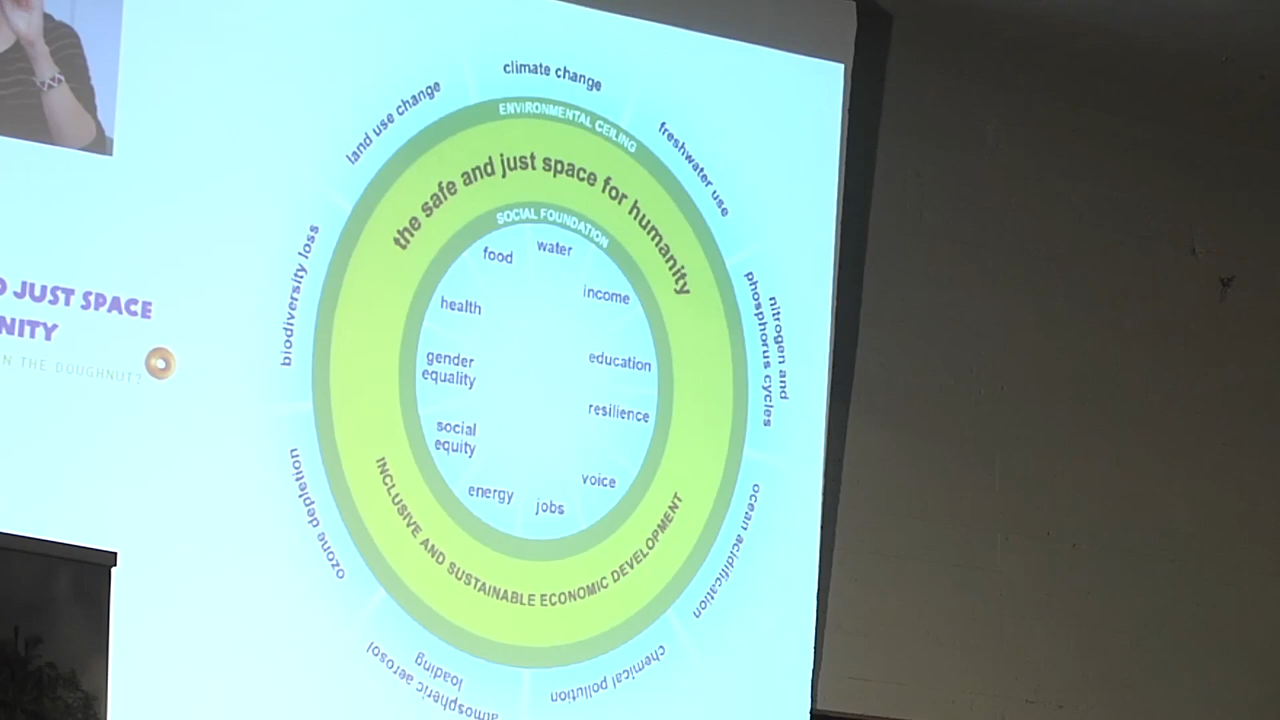 climate change
land use change
ENVIRONMENTAL CEILING
freshwater use
the safe and just space for humanity
SOCIAL FOUNDATION
water
food
biodiversity loss
income
nitrogen and
phosphorus cycles
health
JUST SPACE
NITY
N THE DOUGHNUT?
gender
equality
education
resilience
social
equity
voice
energy
jobs
INCLUSIVE AND SUSTAINABLE ECONOMIC DEVELOPMENT
ozone depletion
ocean acidification
atmospheric aerosol
loading
chemical pollution